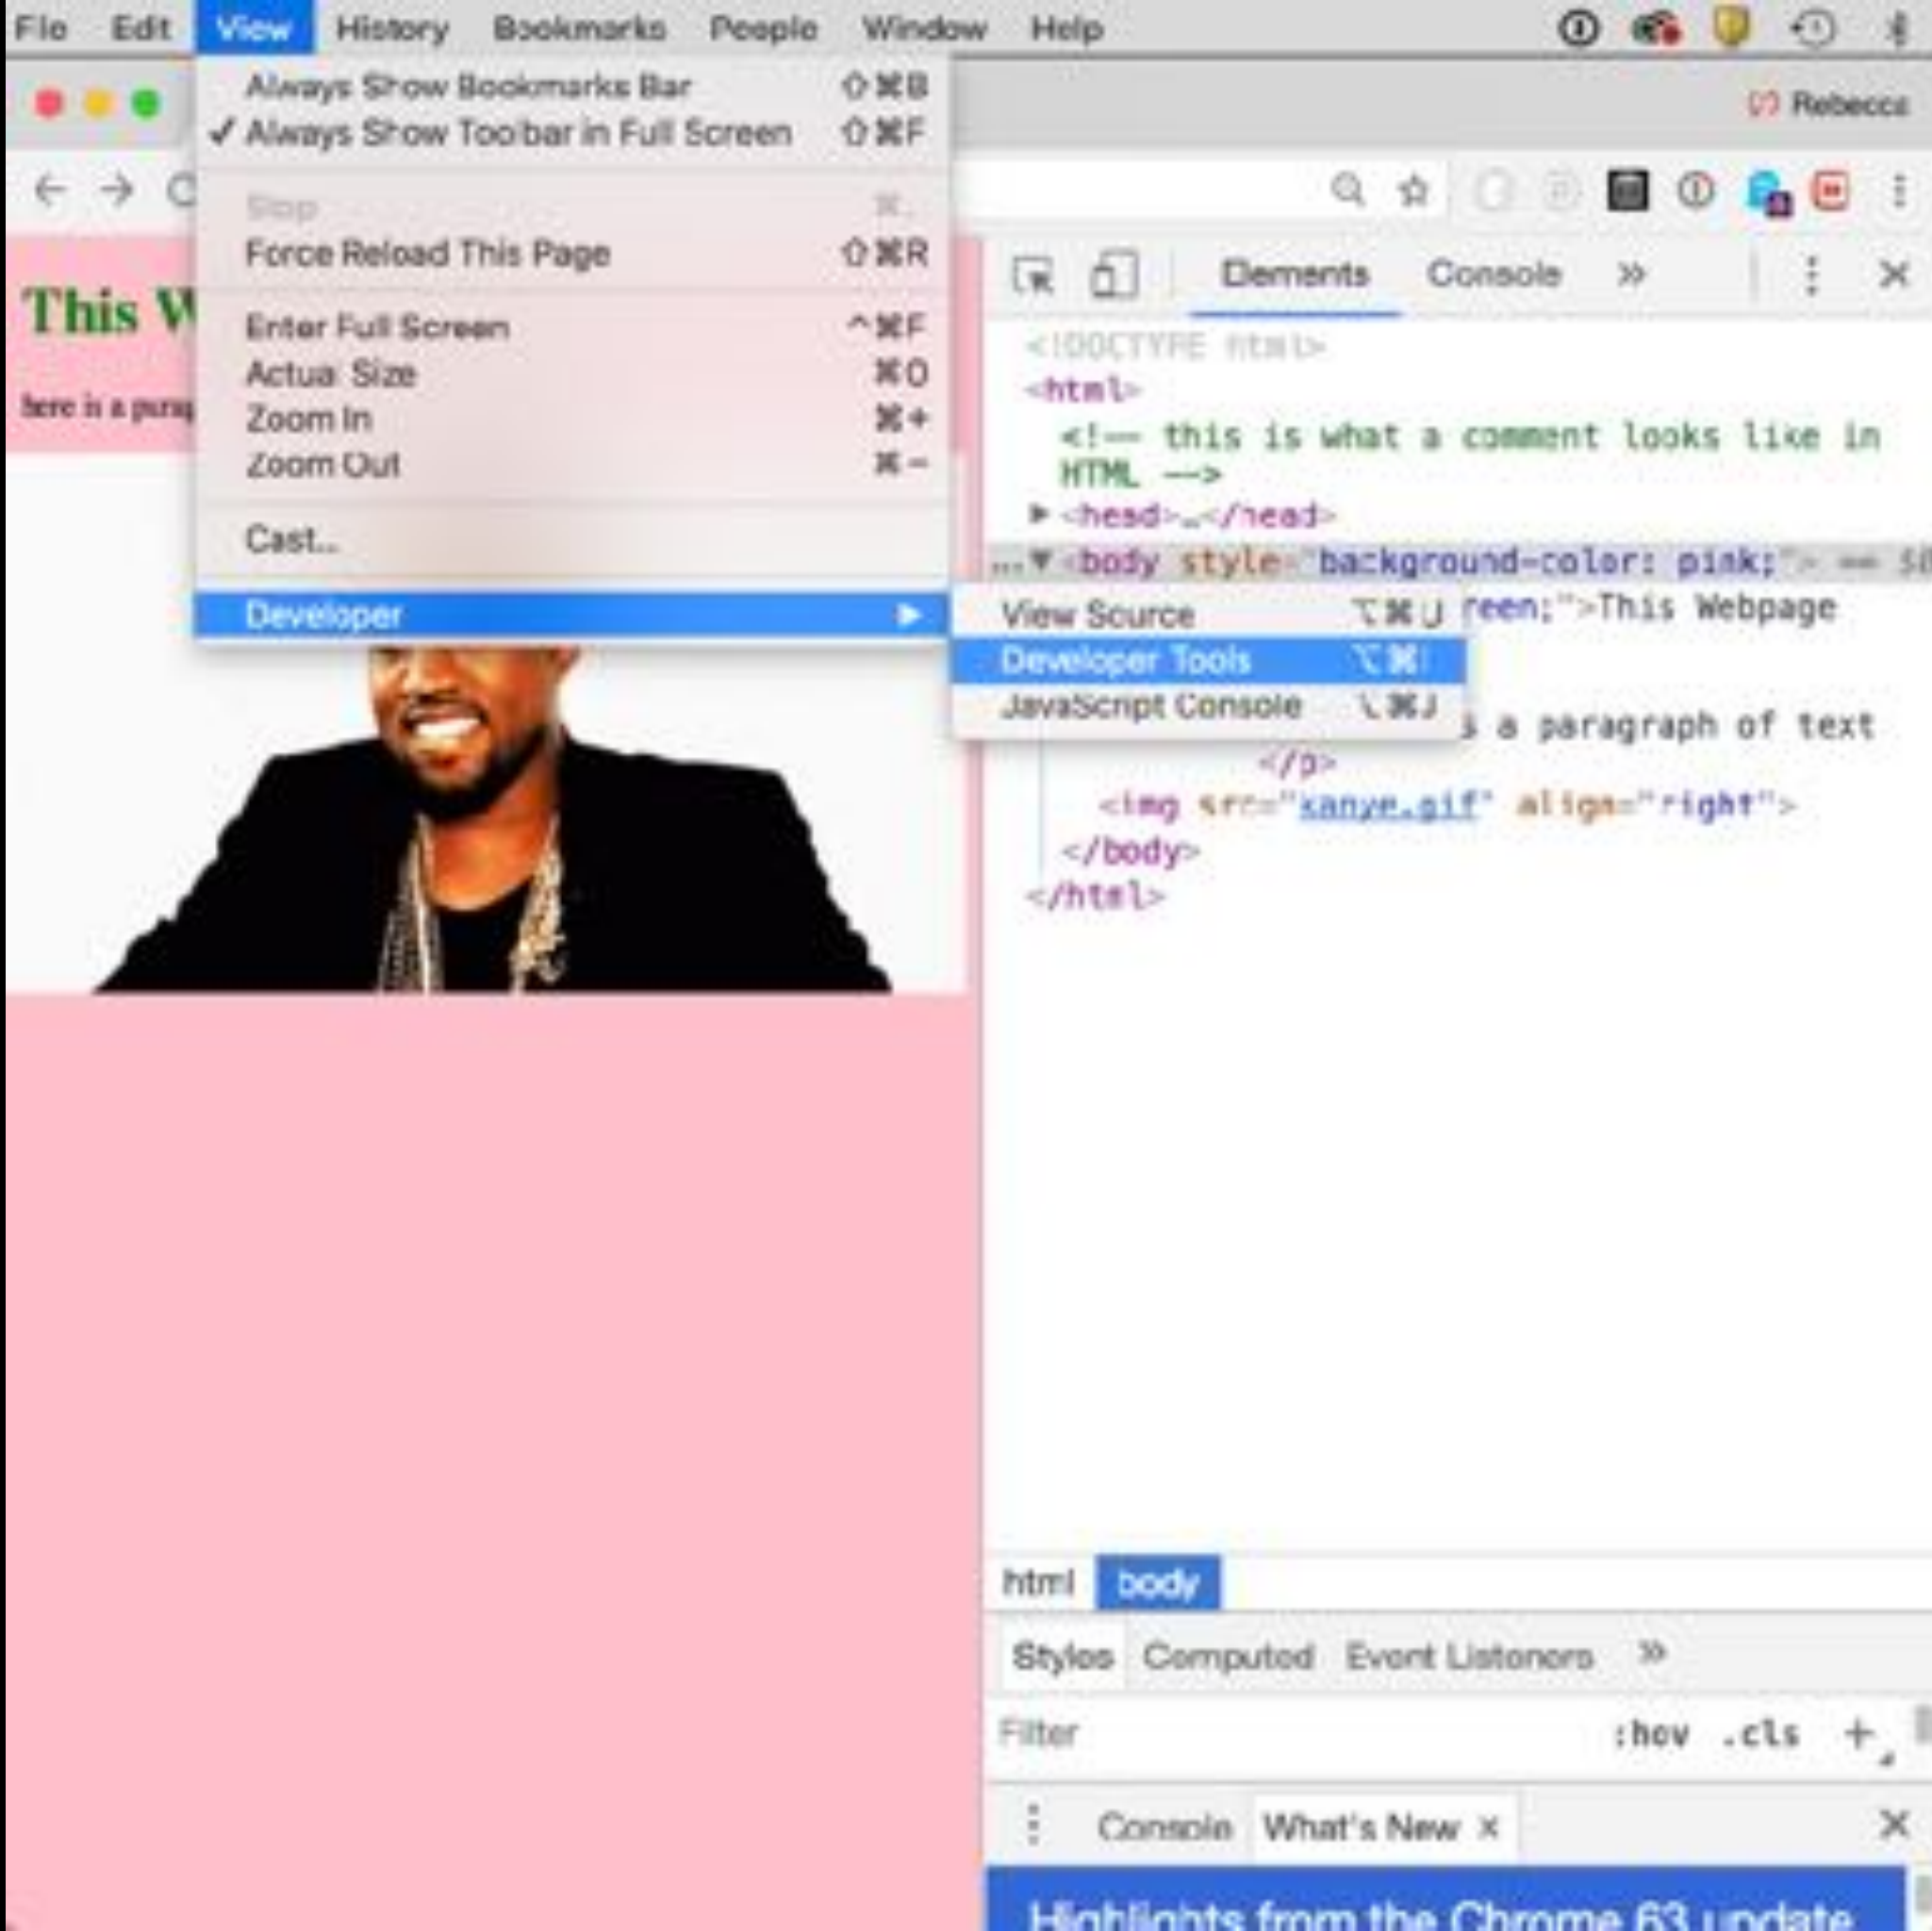 File Edit View History Bookmarks People Window Help
Always Show Bookmarks Bar ⇧⌘B
✓ Always Show Toolbar in Full Screen ⇧⌘F
Rebecca
Stop ⌘.
Force Reload This Page ⇧⌘R
Enter Full Screen ^⌘F
Actual Size ⌘0
Zoom In ⌘+
Zoom Out ⌘-
Cast...
Developer ▶
View Source ⌥⌘U
Developer Tools ⌥⌘I
JavaScript Console ⌥⌘J
This W
here is a parag
Elements Console »
<!DOCTYPE html>
<html>
<!-- this is what a comment looks like in
HTML -->
▶ <head>…</head>
...▼ <body style="background-color: pink;"> == $0
reen;">This Webpage
s a paragraph of text
</p>
<img src="kanye.gif" align="right">
</body>
</html>
html body
Styles Computed Event Listeners »
Filter :hov .cls +
Console What's New ×
Highlights from the Chrome 63 update